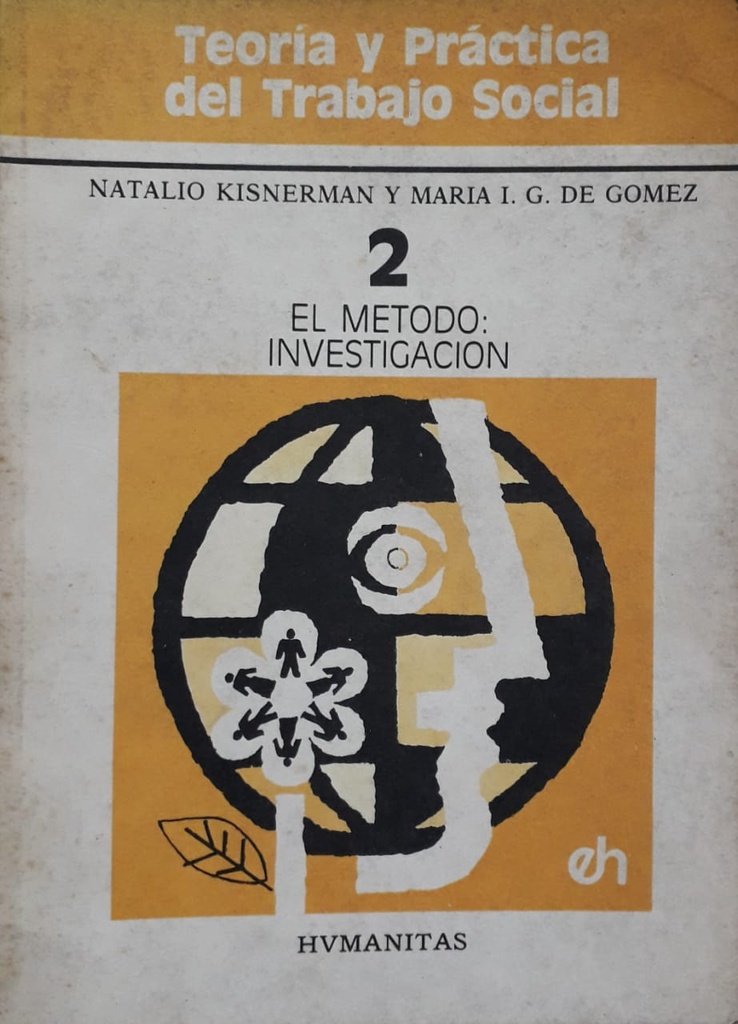 Teoría y Práctica
del Trabajo Social
NATALIO KISNERMAN Y MARIA I. G. DE GOMEZ
2
EL METODO:
INVESTIGACION
eh
HVMANITAS